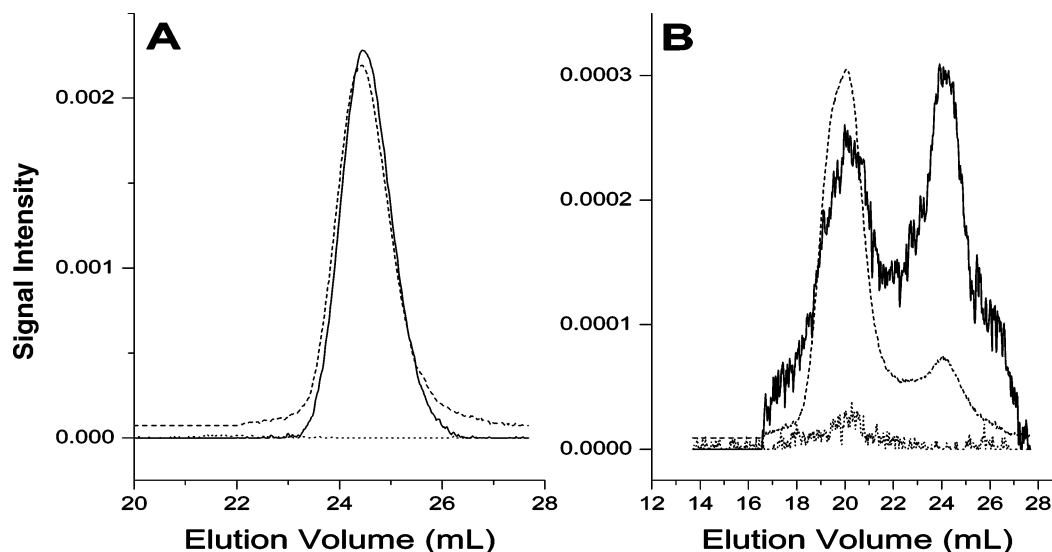 A
B
Signal Intensity
0.002
0.001
0.000
20 22 24 26 28
Elution Volume (mL)
0.0003
0.0002
0.0001
0.0000
12 14 16 18 20 22 24 26 28
Elution Volume (mL)